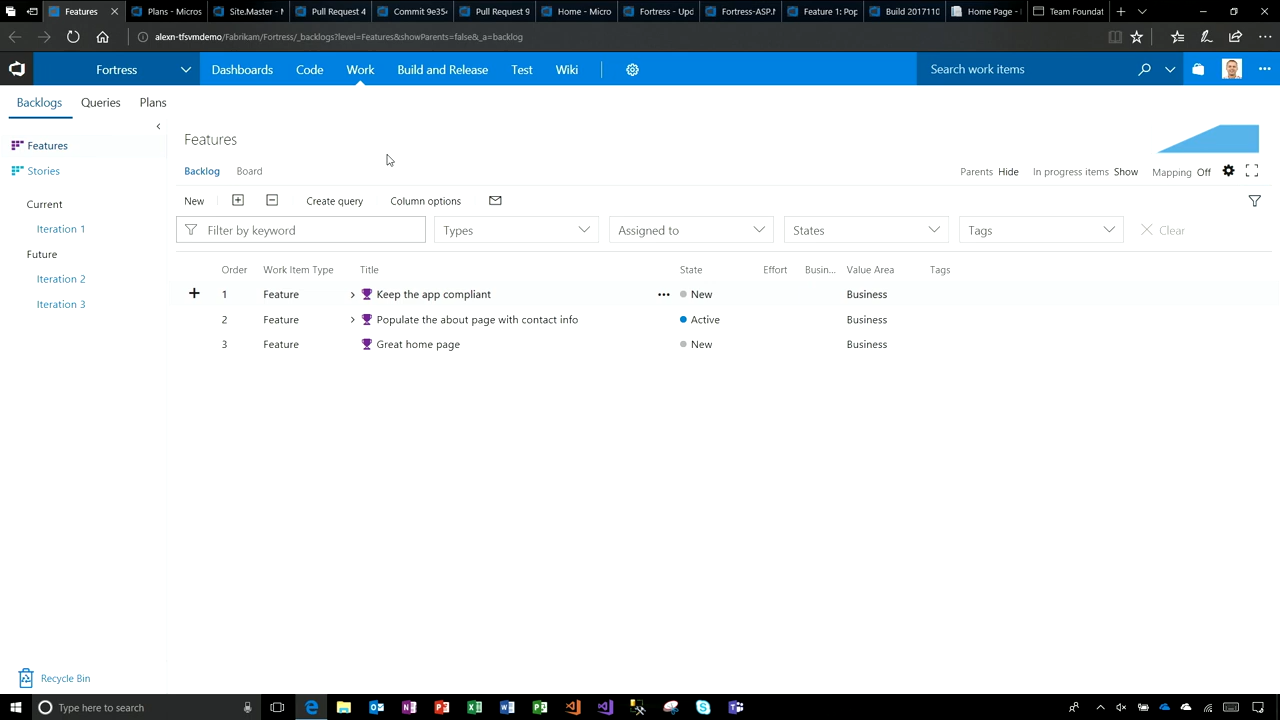 Features
Plans - Micros
Site.Master - M
Pull Request 4
Commit 9e354
Pull Request 9
Home - Micro
Fortress - Upd
Fortress-ASP.N
Feature 1: Pop
Build 2017110
Home Page -
Team Foundat
alexn-tfsvmdemo/Fabrikam/Fortress/_backlogs?level=Features&showParents=false&_a=backlog
Fortress
Dashboards
Code
Work
Build and Release
Test
Wiki
Search work items
Backlogs
Queries
Plans
Features
Stories
Current
Iteration 1
Future
Iteration 2
Iteration 3
Recycle Bin
Features
Backlog
Board
Parents Hide
In progress items Show
Mapping Off
New
Create query
Column options
Filter by keyword
Types
Assigned to
States
Tags
Clear
Order Work Item Type Title State Effort Busin... Value Area Tags
1 Feature Keep the app compliant New Business
2 Feature Populate the about page with contact info Active Business
3 Feature Great home page New Business
Type here to search